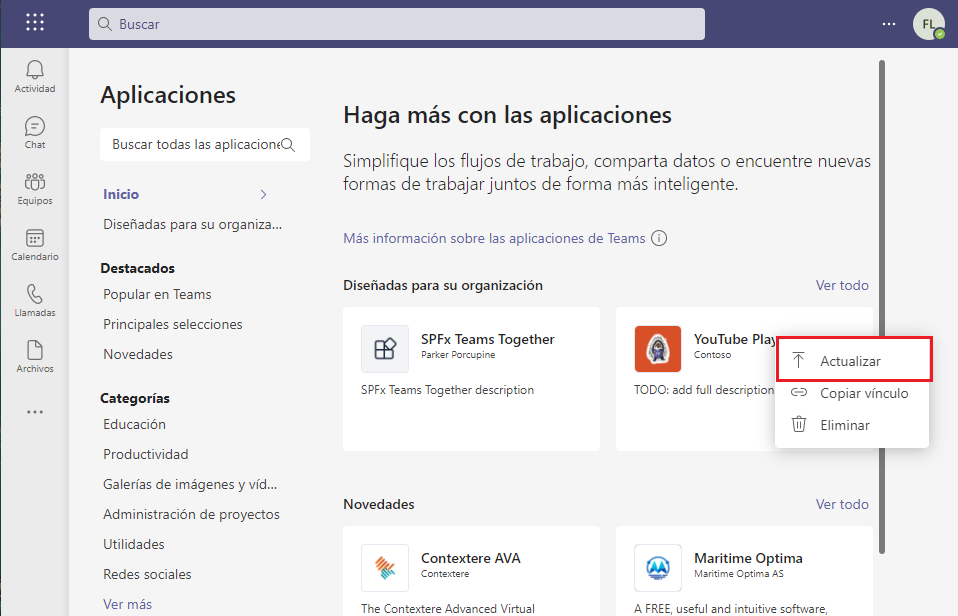 Buscar
FL
Actividad
Chat
Equipos
Calendario
Llamadas
Archivos
Aplicaciones
Buscar todas las aplicacione
Inicio
Diseñadas para su organiza...
Destacados
Popular en Teams
Principales selecciones
Novedades
Categorías
Educación
Productividad
Galerías de imágenes y víd...
Administración de proyectos
Utilidades
Redes sociales
Ver más
Haga más con las aplicaciones
Simplifique los flujos de trabajo, comparta datos o encuentre nuevas
formas de trabajar juntos de forma más inteligente.
Más información sobre las aplicaciones de Teams
Diseñadas para su organización
Ver todo
SPFx Teams Together
Parker Porcupine
SPFx Teams Together description
YouTube Play
Contoso
TODO: add full description
Actualizar
Copiar vínculo
Eliminar
Novedades
Ver todo
Contextere AVA
Contextere
The Contextere Advanced Virtual
Maritime Optima
Maritime Optima AS
A FREE, useful and intuitive software,